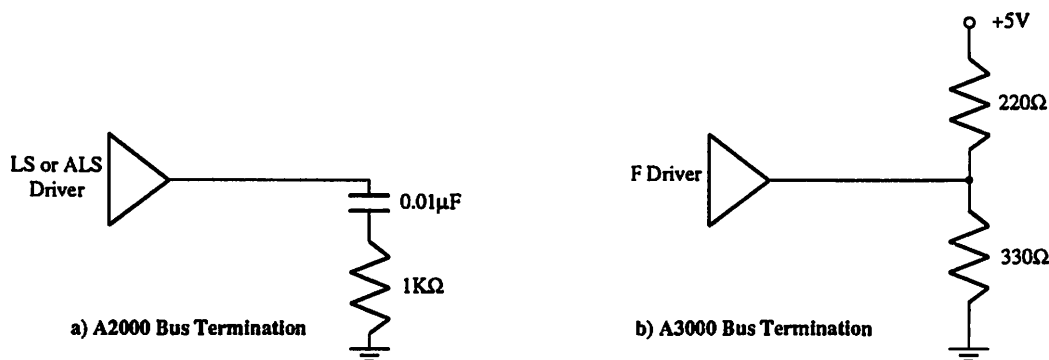 +5V
220Ω
LS or ALS
Driver
0.01μF
1KΩ
a) A2000 Bus Termination
F Driver
330Ω
b) A3000 Bus Termination